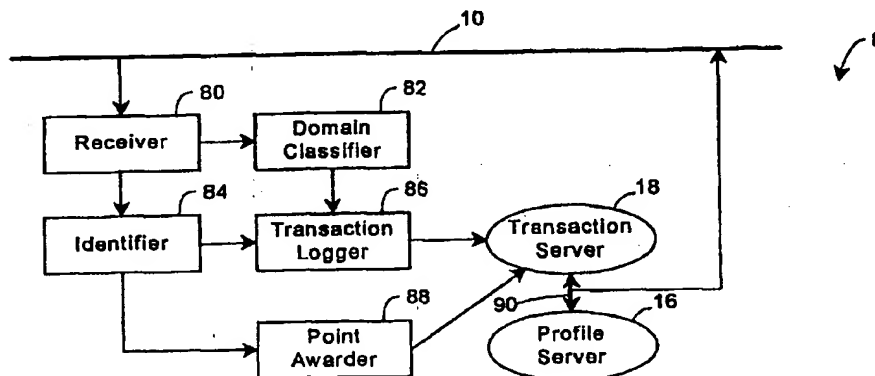 10
8
80
82
Receiver
Domain
Classifier
84
86
18
Identifier
Transaction
Logger
Transaction
Server
88
90
16
Point
Awarder
Profile
Server